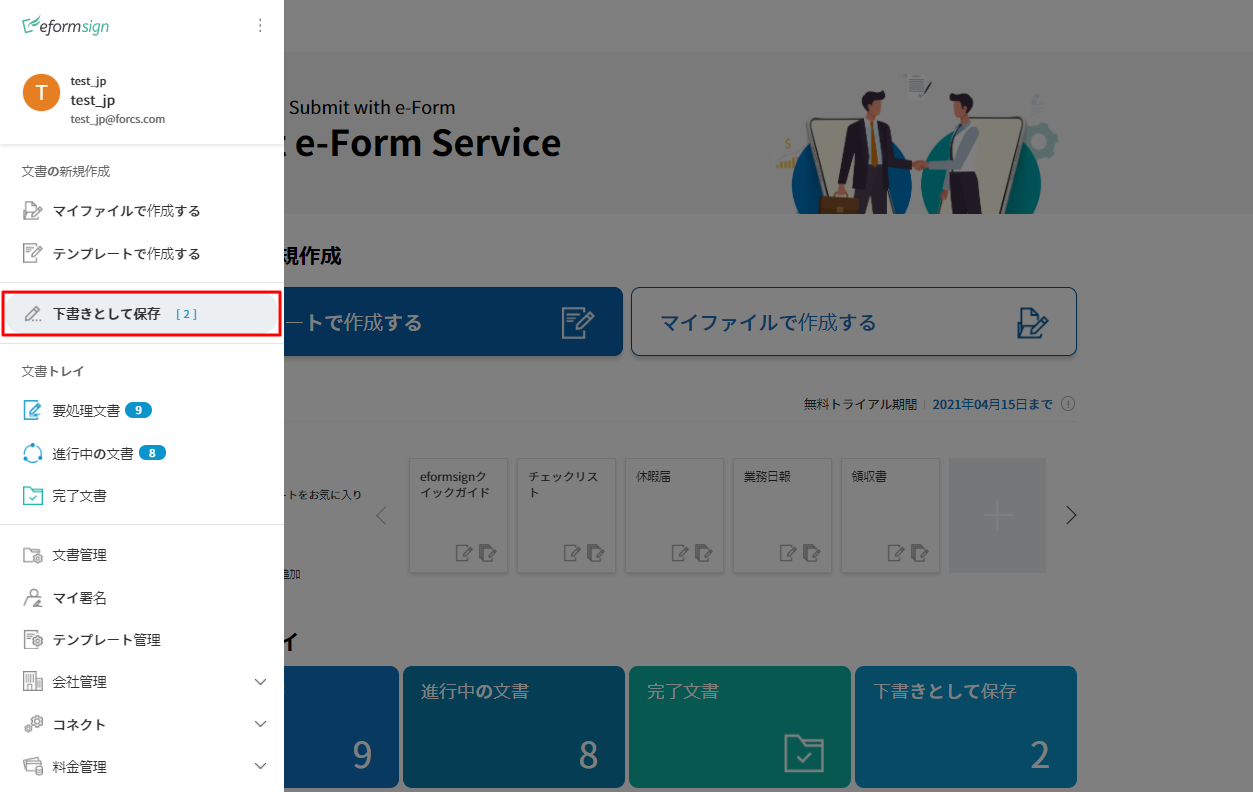 eformsign
T
test_jp
test_jp
test_jp@forcs.com
文書の新規作成
マイファイルで作成する
テンプレートで作成する
下書きとして保存 [ 2 ]
文書トレイ
要処理文書 9
進行中の文書 8
完了文書
文書管理
マイ署名
テンプレート管理
会社管理
コネクト
料金管理
Submit with e-Form
e-Form Service
規作成
ートで作成する
マイファイルで作成する
無料トライアル期間 | 2021年04月15日まで
ートをお気に入り
追加
eformsignク
イックガイド
チェックリス
ト
休暇届
業務日報
領収書
イ
9
進行中の文書
8
完了文書
下書きとして保存
2